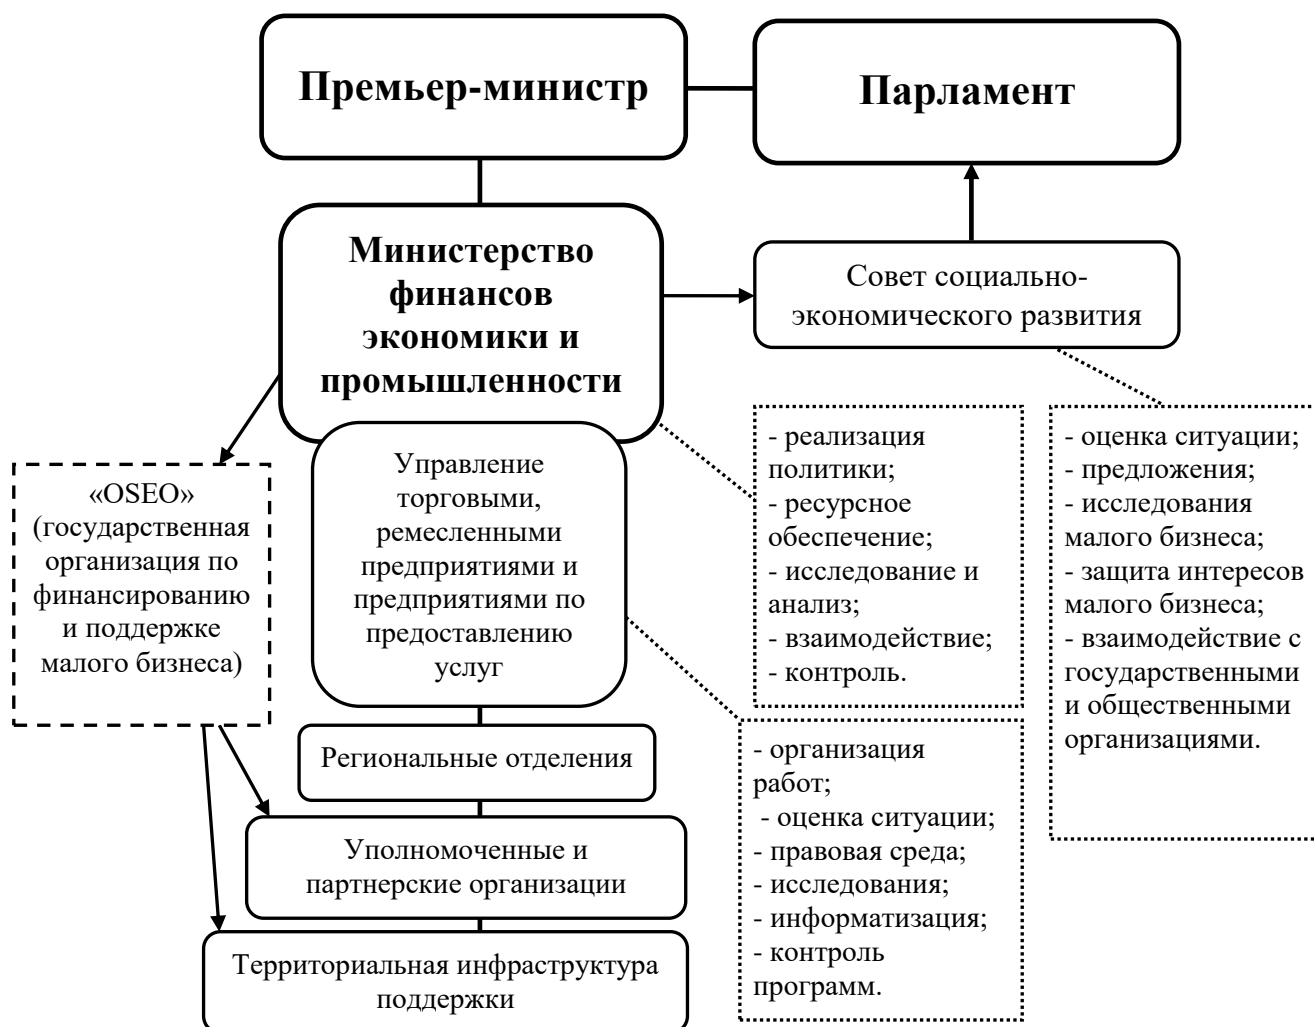 Премьер-министр
Парламент
Министерство
финансов
экономики и
промышленности
Совет социально-
экономического развития
«OSEO»
(государственная
организация по
финансированию
и поддержке
малого бизнеса)
Управление
торговыми,
ремесленными
предприятиями и
предприятиями по
предоставлению
услуг
- реализация
политики;
- ресурсное
обеспечение;
- исследование и
анализ;
- взаимодействие;
- контроль.
- оценка ситуации;
- предложения;
- исследования
малого бизнеса;
- защита интересов
малого бизнеса;
- взаимодействие с
государственными
и общественными
организациями.
Региональные отделения
- организация
работ;
- оценка ситуации;
- правовая среда;
- исследования;
- информатизация;
- контроль
программ.
Уполномоченные и
партнерские организации
Территориальная инфраструктура
поддержки